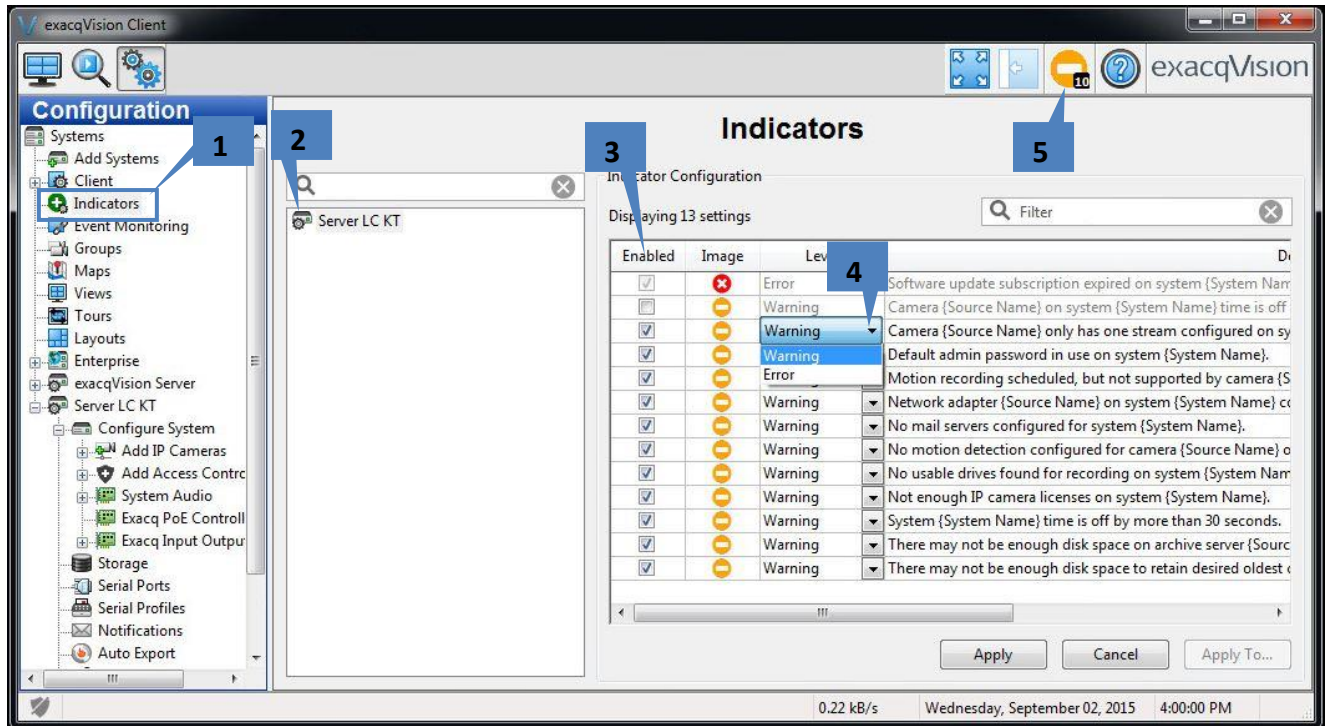 exacqVision Client
10
exacqVision
Configuration
Systems
Add Systems
Client
Indicators
Event Monitoring
Groups
Maps
Views
Tours
Layouts
Enterprise
exacqVision Server
Server LC KT
Configure System
Add IP Cameras
Add Access Contrc
System Audio
Exacq PoE Controll
Exacq Input Outpu
Storage
Serial Ports
Serial Profiles
Notifications
Auto Export
1
2
Server LC KT
Indicators
3
5
Indicator Configuration
Displaying 13 settings
Filter
Enabled Image Lev 4 De
Error Software update subscription expired on system {System Nam
Warning Camera {Source Name} on system {System Name} time is off
Warning Camera {Source Name} only has one stream configured on sy
Warning Default admin password in use on system {System Name}.
Error Motion recording scheduled, but not supported by camera {S
Warning Network adapter {Source Name} on system {System Name} co
Warning No mail servers configured for system {System Name}.
Warning No motion detection configured for camera {Source Name} o
Warning No usable drives found for recording on system {System Nam
Warning Not enough IP camera licenses on system {System Name}.
Warning System {System Name} time is off by more than 30 seconds.
Warning There may not be enough disk space on archive server {Sourc
Warning There may not be enough disk space to retain desired oldest
Apply Cancel Apply To...
0.22 kB/s Wednesday, September 02, 2015 4:00:00 PM